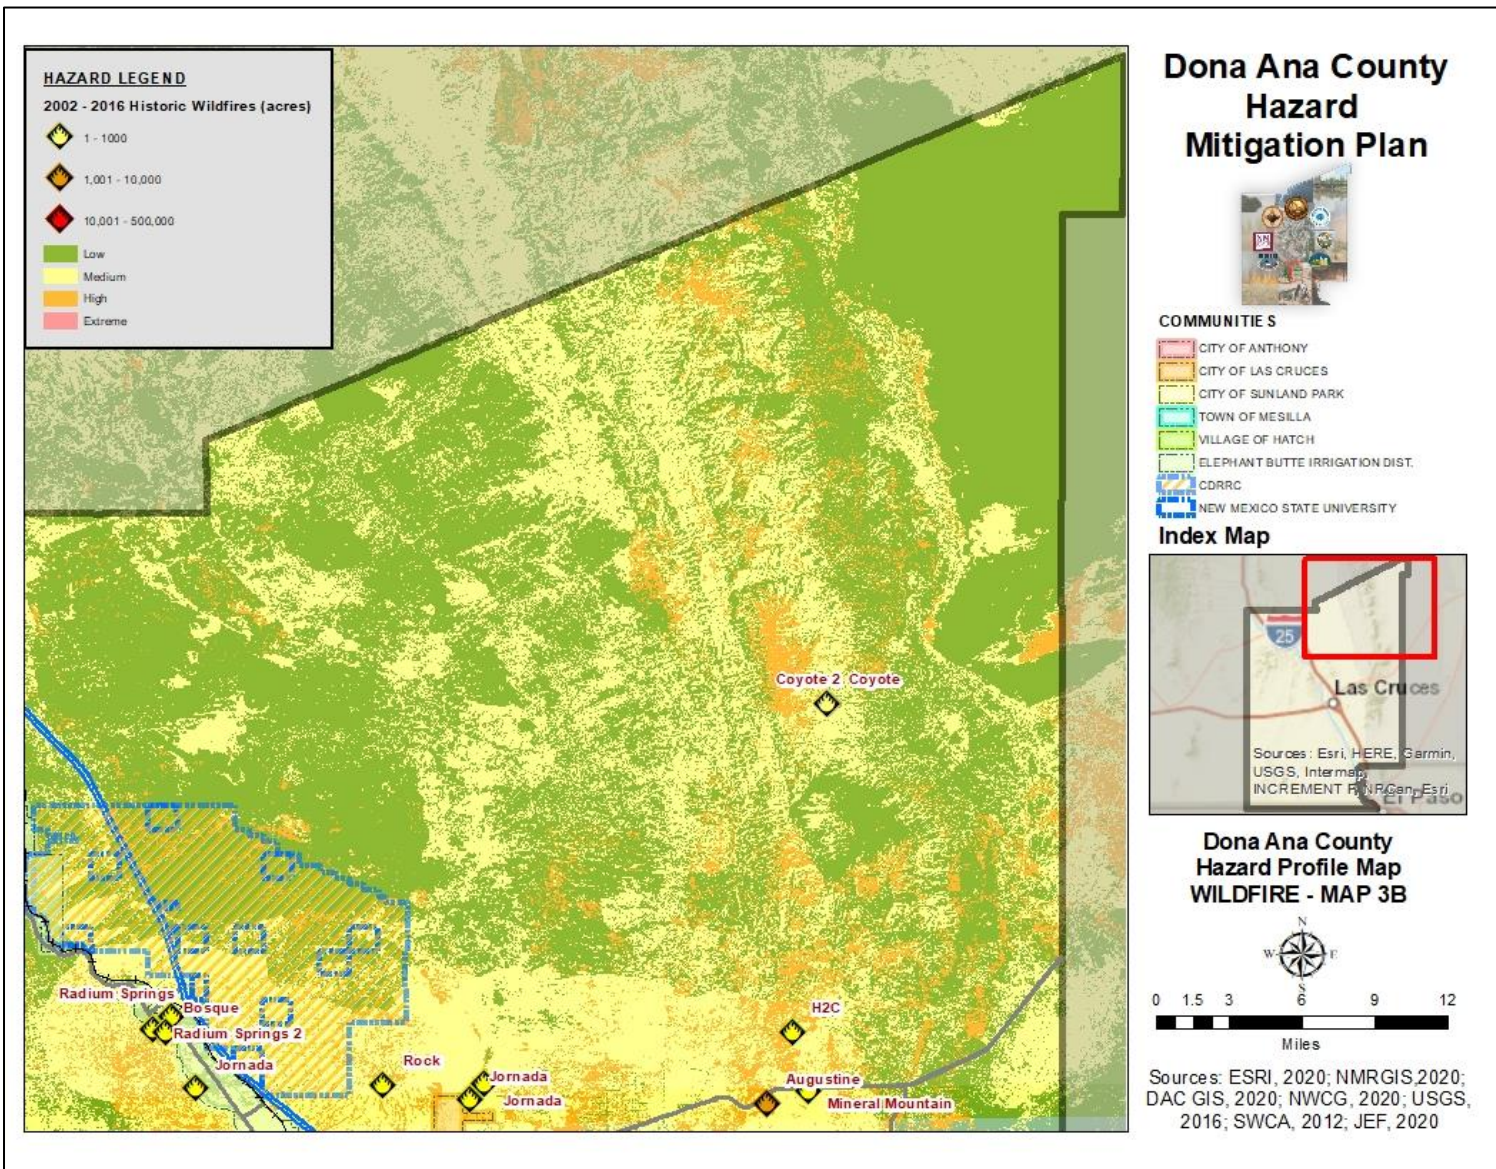 HAZARD LEGEND
2002 - 2016 Historic Wildfires (acres)
1 - 1000
1,001 - 10,000
10,001 - 500,000
Low
Medium
High
Extreme
Coyote 2 Coyote
Radium Springs
Bosque
Radium Springs 2
Jornada
Rock
Jornada
Jornada
H2C
Augustine
Mineral Mountain
Dona Ana County
Hazard
Mitigation Plan
COMMUNITIES
CITY OF ANTHONY
CITY OF LAS CRUCES
CITY OF SUNLAND PARK
TOWN OF MESILLA
VILLAGE OF HATCH
ELEPHANT BUTTE IRRIGATION DIST.
CDRRC
NEW MEXICO STATE UNIVERSITY
Index Map
25
Las Cruces
Sources: Esri, HERE, Garmin,
USGS, Intermap,
INCREMENT P, NRCan, Esri
El Paso
Dona Ana County
Hazard Profile Map
WILDFIRE - MAP 3B
N
W E
S
0 1.5 3 6 9 12
Miles
Sources: ESRI, 2020; NMRGIS,2020;
DAC GIS, 2020; NWCG, 2020; USGS,
2016; SWCA, 2012; JEF, 2020